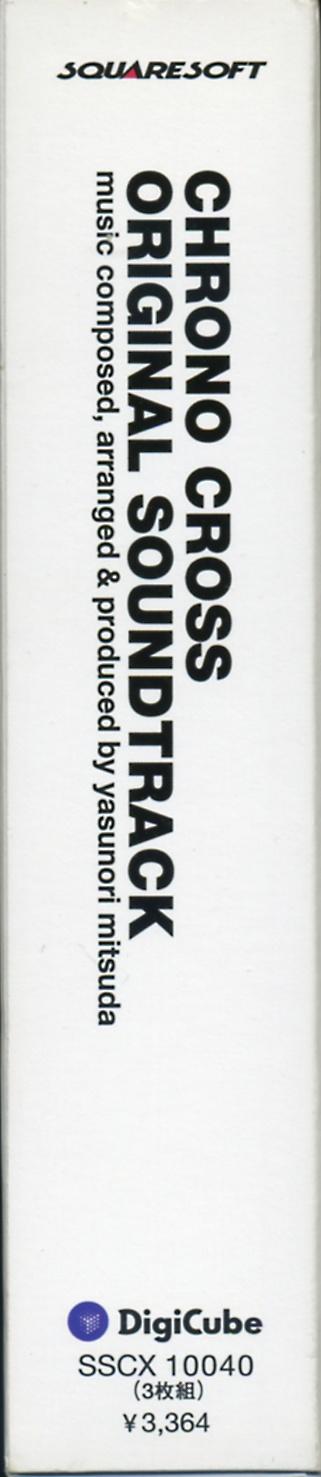 SQUARESOFT
CHRONO CROSS
ORIGINAL SOUNDTRACK
music composed, arranged & produced by yasunori mitsuda
DigiCube
SSCX 10040
(3枚組)
¥3,364